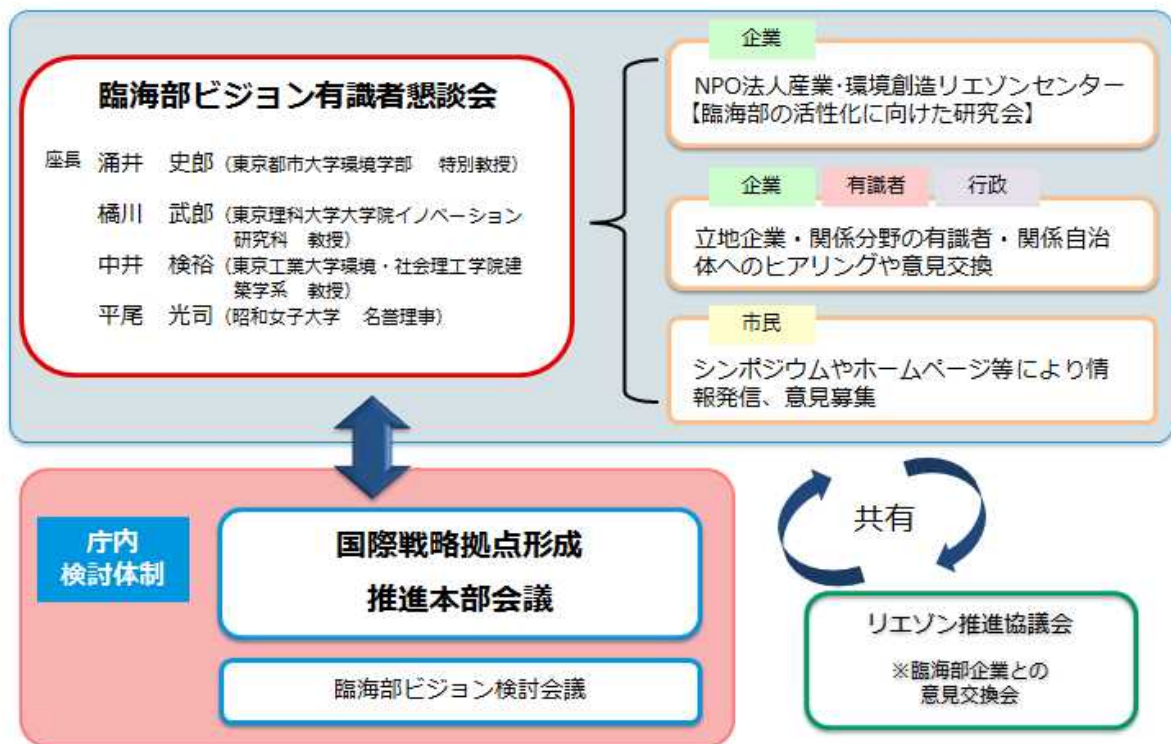 臨海部ビジョン有識者懇談会
座長 涌井 史郎（東京都市大学環境学部 特別教授）
橘川 武郎（東京理科大学大学院イノベーション
研究科 教授）
中井 検裕（東京工業大学環境・社会理工学院建
築学系 教授）
平尾 光司（昭和女子大学 名誉理事）
企業
NPO法人産業・環境創造リエゾンセンター
【臨海部の活性化に向けた研究会】
企業 有識者 行政
立地企業・関係分野の有識者・関係自治
体へのヒアリングや意見交換
市民
シンポジウムやホームページ等により情
報発信、意見募集
庁内
検討体制
国際戦略拠点形成
推進本部会議
臨海部ビジョン検討会議
共有
リエゾン推進協議会
※臨海部企業との
意見交換会